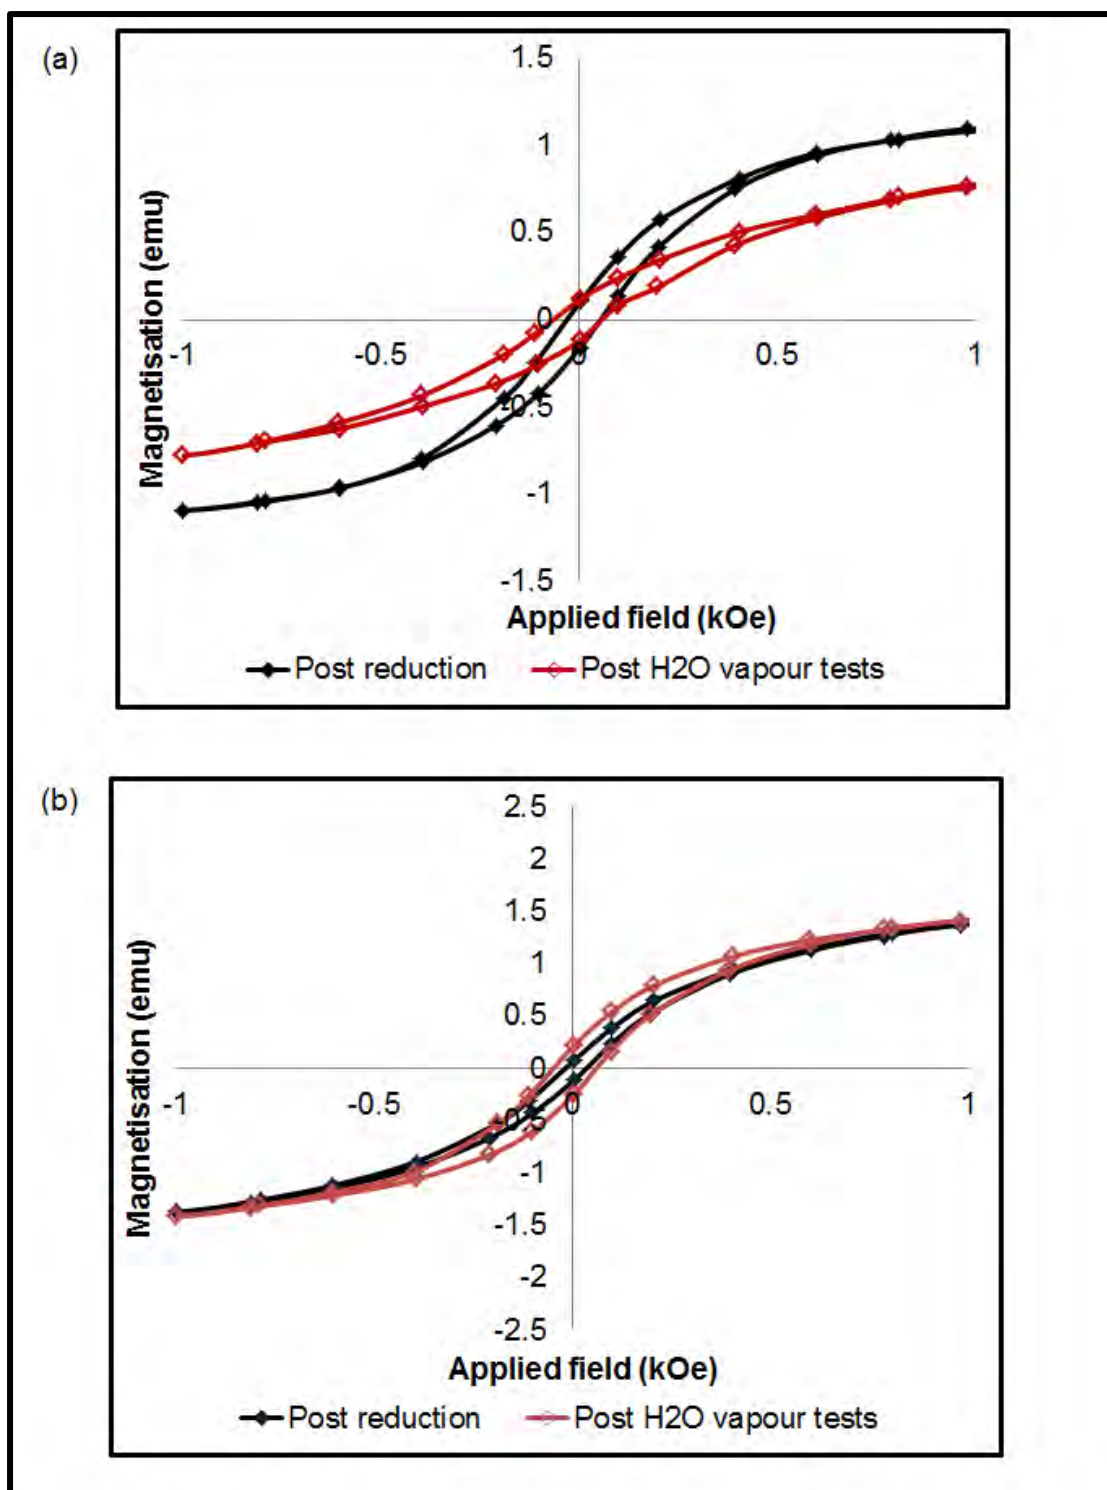 (a)
1.5
1
0.5
0
-1 -0.5 0 0.5 1
-0.5
-1
-1.5
Magnetisation (emu)
Applied field (kOe)
Post reduction Post H2O vapour tests
(b)
2.5
2
1.5
1
0.5
0
-1 -0.5 0 0.5 1
-0.5
-1
-1.5
-2
-2.5
Magnetisation (emu)
Applied field (kOe)
Post reduction Post H2O vapour tests